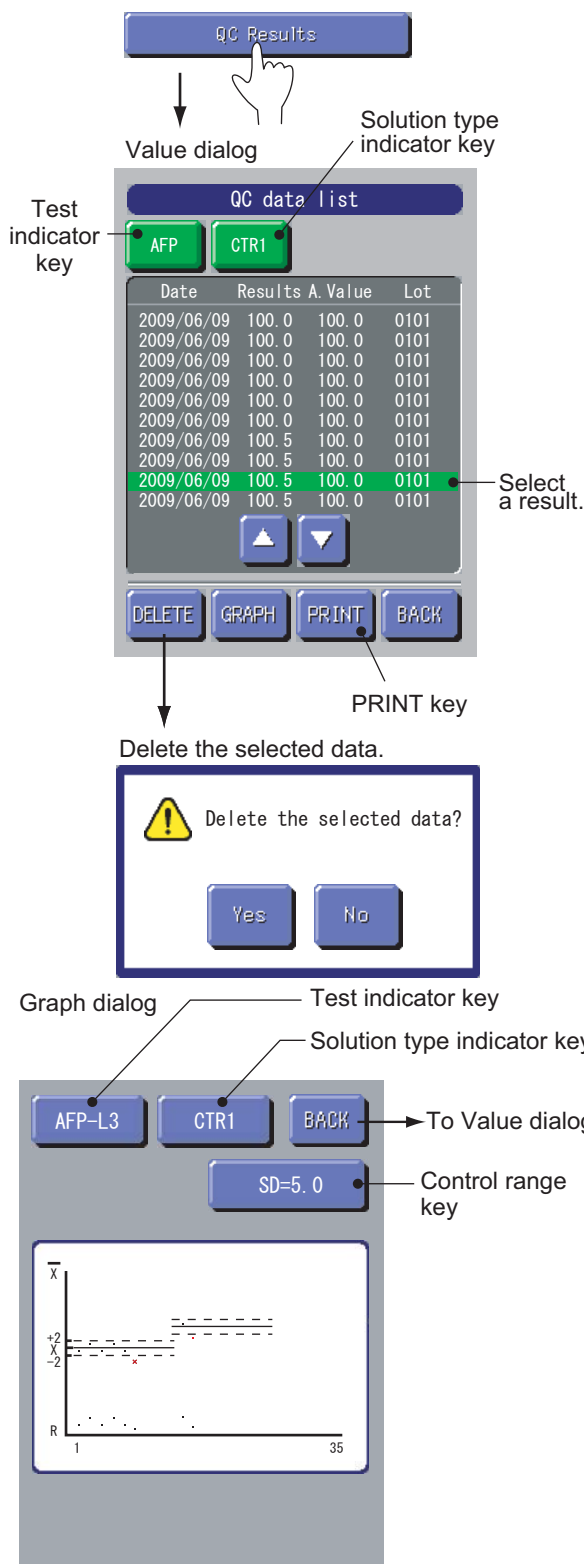 QC Results
Value dialog
Solution type
indicator key
Test
indicator
key
QC data list
AFP CTR1
Date Results A.Value Lot
2009/06/09 100.0 100.0 0101
2009/06/09 100.0 100.0 0101
2009/06/09 100.0 100.0 0101
2009/06/09 100.0 100.0 0101
2009/06/09 100.0 100.0 0101
2009/06/09 100.0 100.0 0101
2009/06/09 100.5 100.0 0101
2009/06/09 100.5 100.0 0101
2009/06/09 100.5 100.0 0101
2009/06/09 100.5 100.0 0101
Select
a result.
DELETE GRAPH PRINT BACK
PRINT key
Delete the selected data.
Delete the selected data?
Yes No
Graph dialog
Test indicator key
Solution type indicator key
AFP-L3 CTR1 BACK
To Value dialog
SD=5.0
Control range
key
X
+2
X
-2
R
1 35